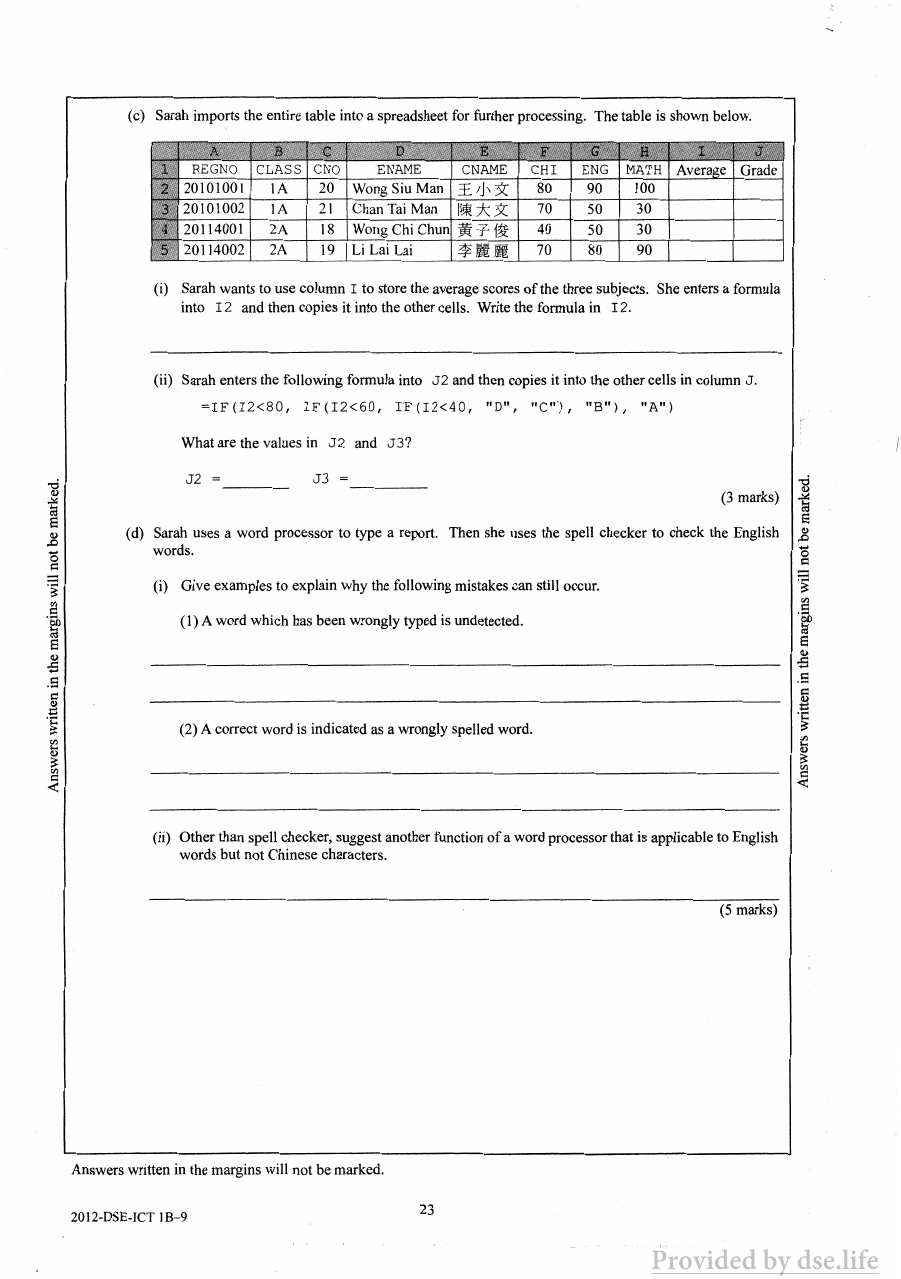 (c) Sarah imports the entire table into a spreadsheet for further processing. The table is shown below.
A B C D E F G H I J
1 REGNO CLASS CNO ENAME CNAME CHI ENG MATH Average Grade
2 20101001 1A 20 Wong Siu Man 王小文 80 90 100
3 20101002 1A 21 Chan Tai Man 陳大文 70 50 30
4 20114001 2A 18 Wong Chi Chun 黃子俊 40 50 30
5 20114002 2A 19 Li Lai Lai 李麗麗 70 80 90
(i) Sarah wants to use column I to store the average scores of the three subjects. She enters a formula
into I2 and then copies it into the other cells. Write the formula in I2.
(ii) Sarah enters the following formula into J2 and then copies it into the other cells in column J.
=IF(I2<80, IF(I2<60, IF(I2<40, "D", "C"), "B"), "A")
What are the values in J2 and J3?
J2 = ________ J3 = _________
(3 marks)
(d) Sarah uses a word processor to type a report. Then she uses the spell checker to check the English
words.
(i) Give examples to explain why the following mistakes can still occur.
(1) A word which has been wrongly typed is undetected.
(2) A correct word is indicated as a wrongly spelled word.
(ii) Other than spell checker, suggest another function of a word processor that is applicable to English
words but not Chinese characters.
(5 marks)
Answers written in the margins will not be marked.
Answers written in the margins will not be marked.
Answers written in the margins will not be marked.
2012-DSE-ICT 1B–9
23
Provided by dse.life